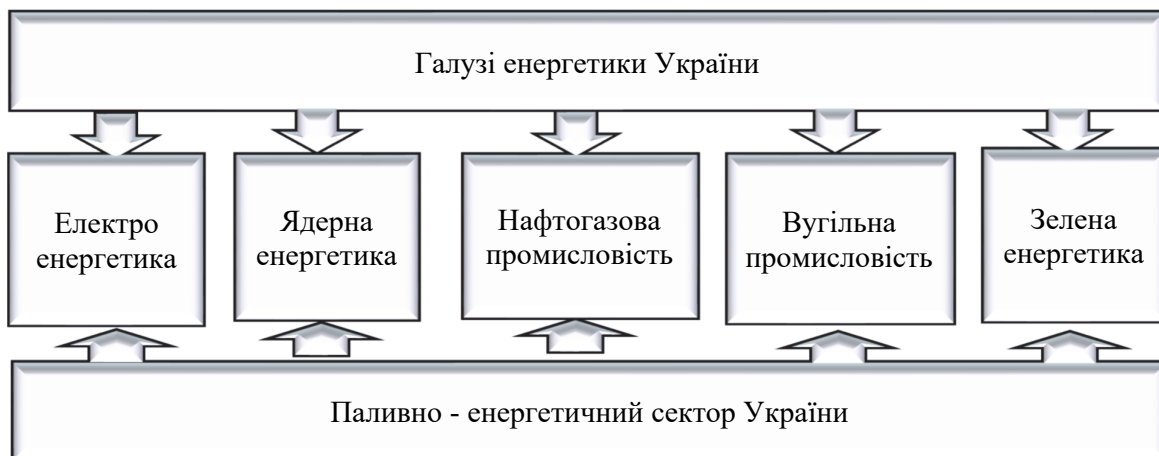 Галузі енергетики України
Електро
енергетика
Ядерна
енергетика
Нафтогазова
промисловість
Вугільна
промисловість
Зелена
енергетика
Паливно - енергетичний сектор України